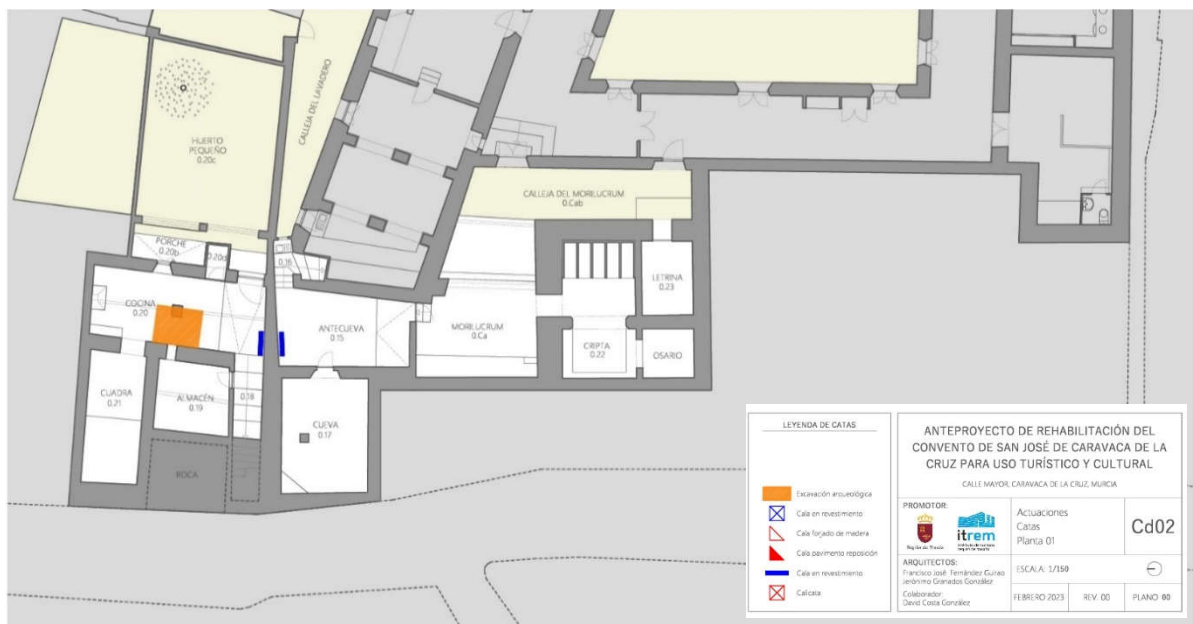 HUERTO
PEQUEÑO
0.20c
CALLEJA DEL LAVADERO
PORCHE
0.20b
0.20d
0.16
CALLEJA DEL MORILUCRUM
0.Cab
COCINA
0.20
ANTECUEVA
0.15
MORILUCRUM
0.Ca
LETRINA
0.23
CRIPTA
0.22
OSARIO
CUADRA
0.21
ALMACÉN
0.19
0.18
CUEVA
0.17
ROCA
LEYENDA DE CATAS
Excavación arqueológica
Cala en revestimiento
Cala forjado de madera
Cala pavimento reposición
Cala en revestimiento
Calicata
ANTEPROYECTO DE REHABILITACIÓN DEL
CONVENTO DE SAN JOSÉ DE CARAVACA DE LA
CRUZ PARA USO TURÍSTICO Y CULTURAL
CALLE MAYOR, CARAVACA DE LA CRUZ, MURCIA
PROMOTOR:
Región de Murcia
itrem
Actuaciones
Catas
Planta 01
Cd02
ARQUITECTOS:
Francisco José Fernández Guirao
Jerónimo Granados González
Colaborador:
David Costa González
ESCALA: 1/150
FEBRERO 2023
REV. 00
PLANO 00